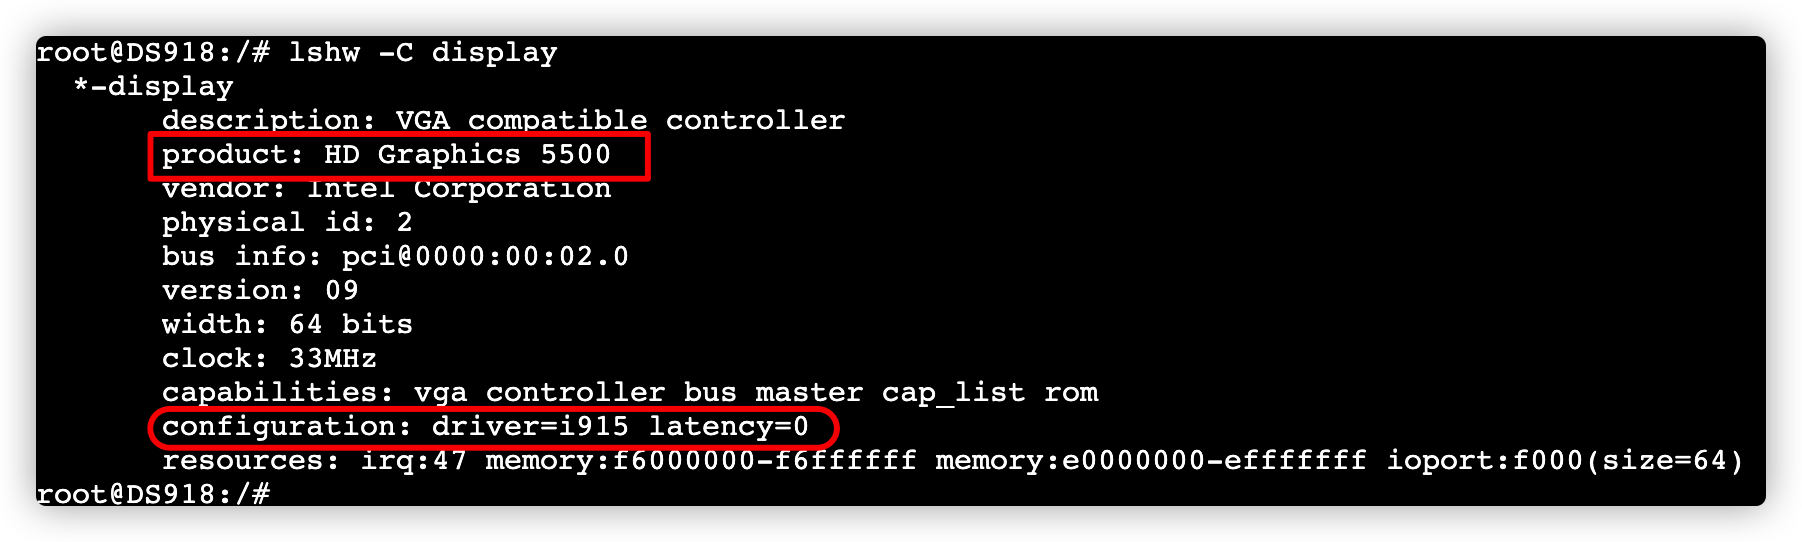 root@DS918:/# lshw -C display
*-display
description: VGA compatible controller
product: HD Graphics 5500
vendor: Intel Corporation
physical id: 2
bus info: pci@0000:00:02.0
version: 09
width: 64 bits
clock: 33MHz
capabilities: vga controller bus master cap_list rom
configuration: driver=i915 latency=0
resources: irq:47 memory:f6000000-f6ffffff memory:e0000000-efffffff ioport:f000(size=64)
root@DS918:/#